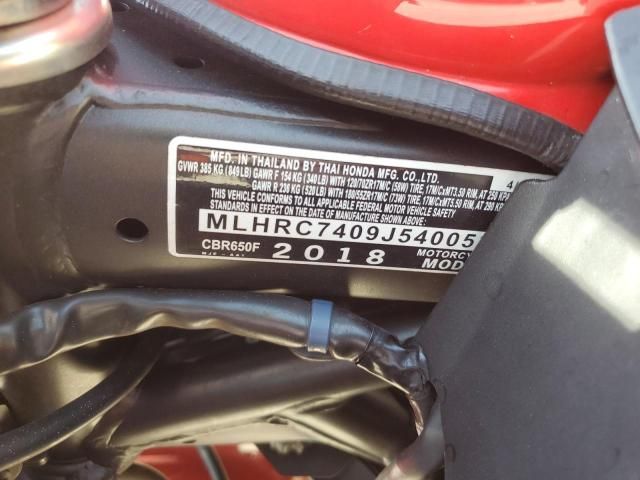 MFD. IN THAILAND BY THAI HONDA MFG. CO., LTD.
GVWR 385 KG (849 LB) GAWR F 154 KG (340 LB) WITH 120/70ZR17M/C (58W) TIRE, 17M/CxMT3.50 RIM, AT 250 KPA
GAWR R 236 KG (520 LB) WITH 180/55ZR17M/C (73W) TIRE, 17M/CxMT5.50 RIM, AT 290 KPA
THIS VEHICLE CONFORMS TO ALL APPLICABLE FEDERAL MOTOR VEHICLE SAFETY
STANDARDS IN EFFECT ON THE DATE OF MANUFACTURE SHOWN ABOVE.
MLHRC7409J54005
CBR650F 2018 MOTORCY
MOD